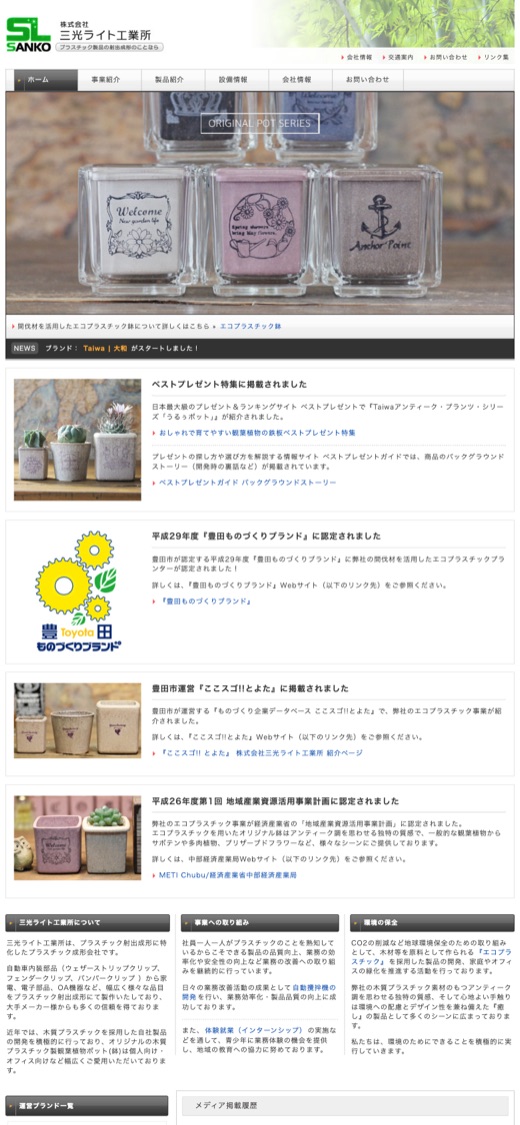 SL
SANKO
株式会社
三光ライト工業所
プラスチック製品の射出成形のことなら
会社情報 交通案内 お問い合わせ リンク集
ホーム 事業紹介 製品紹介 設備情報 会社情報 お問い合わせ
ORIGINAL POT SERIES
Welcome
New garden life
Spring showers
bring May flowers.
Anchor Point
間伐材を活用したエコプラスチック鉢について詳しくはこちら » エコプラスチック鉢
NEWS ブランド： Taiwa | 大和 がスタートしました！
ベストプレゼント特集に掲載されました
日本最大級のプレゼント＆ランキングサイト ベストプレゼントで『Taiwaアンティーク・プランツ・シリー
ズ「うるぅポット」』が紹介されました。
おしゃれで育てやすい観葉植物の鉄板ベストプレゼント特集
プレゼントの探し方や選び方を解説する情報サイト ベストプレゼントガイドでは、商品のバックグラウンド
ストーリー（開発時の裏話など）が掲載されています。
ベストプレゼントガイド バックグラウンドストーリー
平成29年度『豊田ものづくりブランド』に認定されました
豊田市が認定する平成29年度『豊田ものづくりブランド』に弊社の間伐材を活用したエコプラスチックプラ
ンターが認定されました！
詳しくは、『豊田ものづくりブランド』Webサイト（以下のリンク先）をご参照ください。
『豊田ものづくりブランド』
豊 Toyota 田
ものづくりブランド
豊田市運営『ここスゴ!!とよた』に掲載されました
豊田市が運営する『ものづくり企業データベース ここスゴ!!とよた』で、弊社のエコプラスチック事業が紹
介されました。
詳しくは、『ここスゴ!!とよた』Webサイト（以下のリンク先）をご参照ください。
『ここスゴ!! とよた』 株式会社三光ライト工業所 紹介ページ
平成26年度第1回 地域産業資源活用事業計画に認定されました
弊社のエコプラスチック事業が経済産業省の「地域産業資源活用事業計画」に認定されました。
エコプラスチックを用いたオリジナル鉢はアンティーク調を思わせる独特の質感で、一般的な観葉植物から
サボテンや多肉植物、プリザーブドフラワーなど、様々なシーンにご提供しております。
詳しくは、中部経済産業局Webサイト（以下のリンク先）をご参照ください。
METI Chubu/経済産業省中部経済産業局
三光ライト工業所について
三光ライト工業所は、プラスチック射出成形に特
化したプラスチック成形会社です。
自動車内装部品（ウェザーストリップクリップ、
フェンダークリップ、バンパークリップ ）から家
電、電子部品、OA機器など、幅広く様々な品目
をプラスチック射出成形にて製作いたしており、
大手メーカー様からも多くの信頼を得ておりま
す。
近年では、木質プラスチックを採用した自社製品
の開発を積極的に行っており、オリジナルの木質
プラスチック製観葉植物ポット(鉢)は個人向け・
オフィス向けなど幅広くご愛用いただいておりま
す。
事業への取り組み
社員一人一人がプラスチックのことを熟知してい
るからこそできる製品の品質向上、業務の効
率化や安全性の向上など業務の改善への取り組み
を継続的に行っています。
日々の業務改善活動の成果として自動攪拌機の
開発を行い、業務効率化・製品品質の向上に成
功しております。
また、体験就業（インターンシップ）の実施な
どを通して、青少年に業務体験の機会を提供
し、地域の教育への協力に努めております。
環境の保全
CO2の削減など地球環境保全のための取り組み
として、木材等を原料として作られる『エコプラ
スチック』を採用した製品の開発、家庭やオフィ
スの緑化を推進する活動を行っております。
弊社の木質プラスチック素材のもつアンティーク
調を思わせる独特の質感、そして心地よい手触り
は環境への配慮とデザイン性を兼ね備えた『癒
し』の製品として多くのシーンに広まっておりま
す。
私たちは、環境のためにできることを積極的に実
行していきます。
運営ブランド一覧
メディア掲載履歴